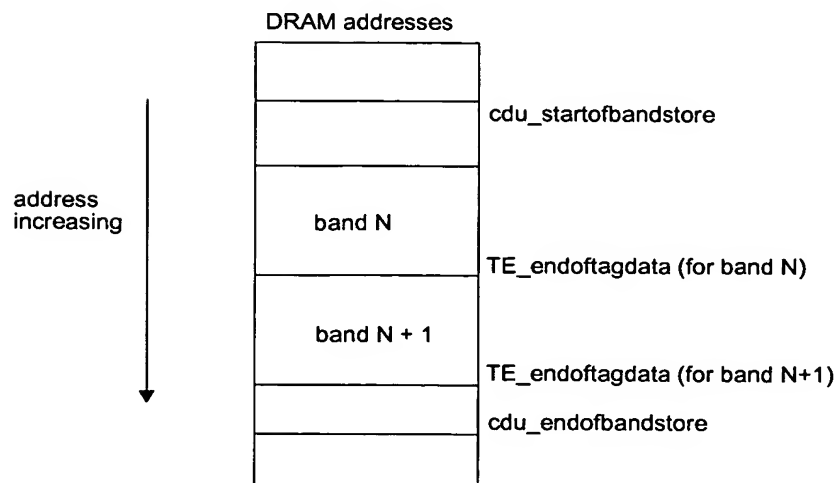 DRAM addresses
cdu_startofbandstore
address
increasing
band N
TE_endoftagdata (for band N)
band N + 1
TE_endoftagdata (for band N+1)
cdu_endofbandstore